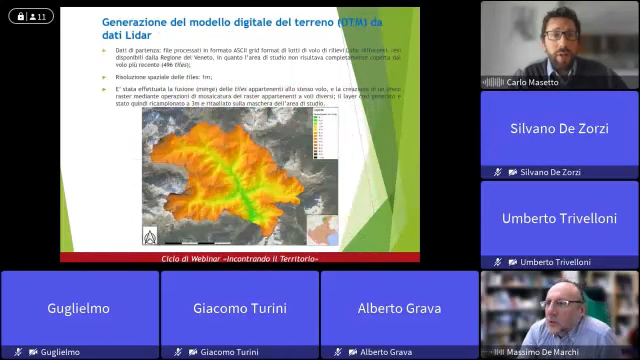 11
Generazione del modello digitale del terreno (DTM) da
dati Lidar
Dati di partenza: file processati in formato ASCII grid format di lotti di volo di rilievi Lidar differenti, resi
disponibili dalla Regione del Veneto, in quanto l'area di studio non risultava completamente coperta dal
volo più recente (496 tiles);
Risoluzione spaziale delle tiles: 1m;
E' stata effettuata la fusione (merge) delle tiles appartenenti allo stesso volo, e la creazione di un unico
raster mediante operazioni di mosaicatura dei raster appartenenti a voli diversi; il layer così generato è
stato quindi ricampionato a 3m e ritagliato sulla maschera dell'area di studio.
Ciclo di Webinar «Incontrando il Territorio»
Carlo Masetto
Silvano De Zorzi
Silvano De Zorzi
Umberto Trivelloni
Umberto Trivelloni
Guglielmo
Guglielmo
Giacomo Turini
Giacomo Turini
Alberto Grava
Alberto Grava
Massimo De Marchi